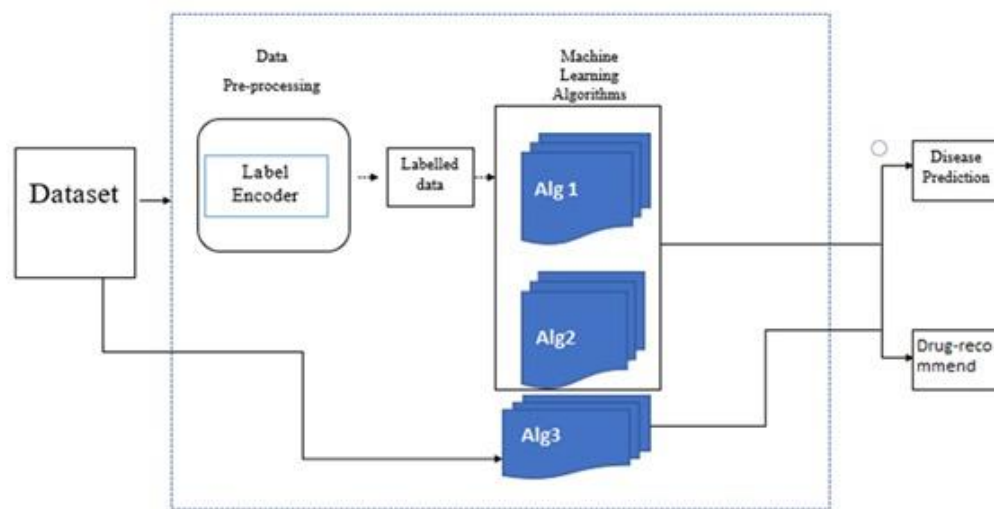 Data
Pre-processing
Machine
Learning
Algorithms
Dataset
Label
Encoder
Labelled
data
Alg 1
Alg2
Alg3
Disease
Prediction
Drug-reco
mmend